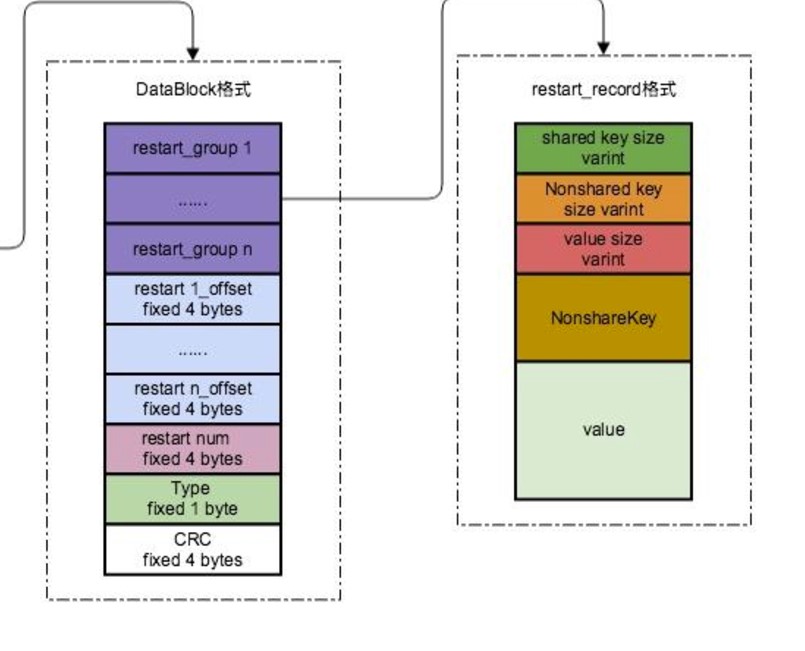 DataBlock格式
restart_group 1
......
restart_group n
restart 1_offset
fixed 4 bytes
......
restart n_offset
fixed 4 bytes
restart num
fixed 4 bytes
Type
fixed 1 byte
CRC
fixed 4 bytes
restart_record格式
shared key size
varint
Nonshared key
size varint
value size
varint
NonshareKey
value